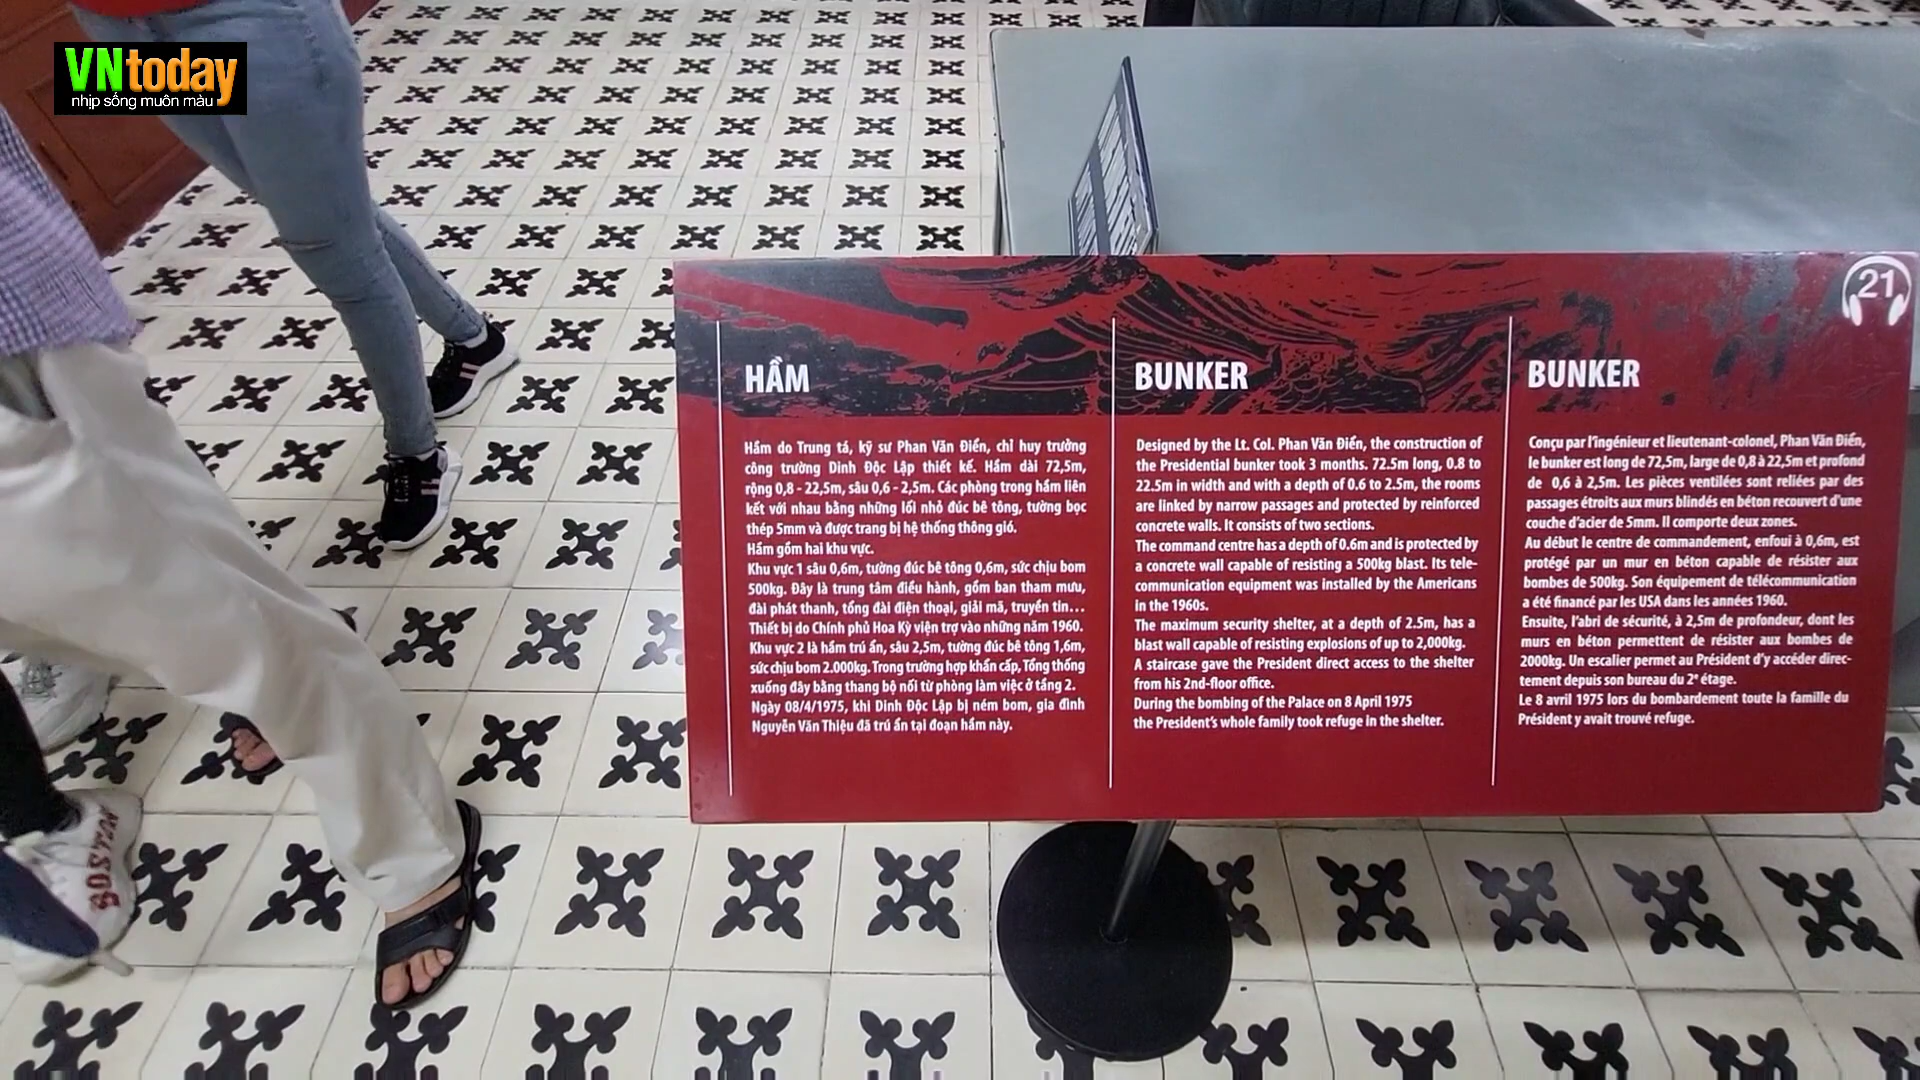 VNtoday
nhịp sống muôn màu
21
HẦM
Hầm do Trung tá, kỹ sư Phan Văn Điển, chỉ huy trưởng
công trường Dinh Độc Lập thiết kế. Hầm dài 72,5m,
rộng 0,8 - 22,5m, sâu 0,6 - 2,5m. Các phòng trong hầm liên
kết với nhau bằng những lối nhỏ đúc bê tông, tường bọc
thép 5mm và được trang bị hệ thống thông gió.
Hầm gồm hai khu vực.
Khu vực 1 sâu 0,6m, tường đúc bê tông 0,6m, sức chịu bom
500kg. Đây là trung tâm điều hành, gồm ban tham mưu,
đài phát thanh, tổng đài điện thoại, giải mã, truyền tin...
Thiết bị do Chính phủ Hoa Kỳ viện trợ vào những năm 1960.
Khu vực 2 là hầm trú ẩn, sâu 2,5m, tường đúc bê tông 1,6m,
sức chịu bom 2.000kg. Trong trường hợp khẩn cấp, Tổng thống
xuống đây bằng thang bộ nối từ phòng làm việc ở tầng 2.
Ngày 08/4/1975, khi Dinh Độc Lập bị ném bom, gia đình
Nguyễn Văn Thiệu đã trú ẩn tại đoạn hầm này.
BUNKER
Designed by the Lt. Col. Phan Văn Điển, the construction of
the Presidential bunker took 3 months. 72.5m long, 0.8 to
22.5m in width and with a depth of 0.6 to 2.5m, the rooms
are linked by narrow passages and protected by reinforced
concrete walls. It consists of two sections.
The command centre has a depth of 0.6m and is protected by
a concrete wall capable of resisting a 500kg blast. Its tele-
communication equipment was installed by the Americans
in the 1960s.
The maximum security shelter, at a depth of 2.5m, has a
blast wall capable of resisting explosions of up to 2,000kg.
A staircase gave the President direct access to the shelter
from his 2nd-floor office.
During the bombing of the Palace on 8 April 1975
the President's whole family took refuge in the shelter.
BUNKER
Conçu par l'ingénieur et lieutenant-colonel, Phan Văn Điển,
le bunker est long de 72,5m, large de 0,8 à 22,5m et profond
de 0,6 à 2,5m. Les pièces ventilées sont reliées par des
passages étroits aux murs blindés en béton recouvert d'une
couche d'acier de 5mm. Il comporte deux zones.
Au début le centre de commandement, enfoui à 0,6m, est
protégé par un mur en béton capable de résister aux
bombes de 500kg. Son équipement de télécommunication
a été financé par les USA dans les années 1960.
Ensuite, l'abri de sécurité, à 2,5m de profondeur, dont les
murs en béton permettent de résister aux bombes de
2000kg. Un escalier permet au Président d'y accéder direc-
tement depuis son bureau du 2e étage.
Le 8 avril 1975 lors du bombardement toute la famille du
Président y avait trouvé refuge.
BOSTON